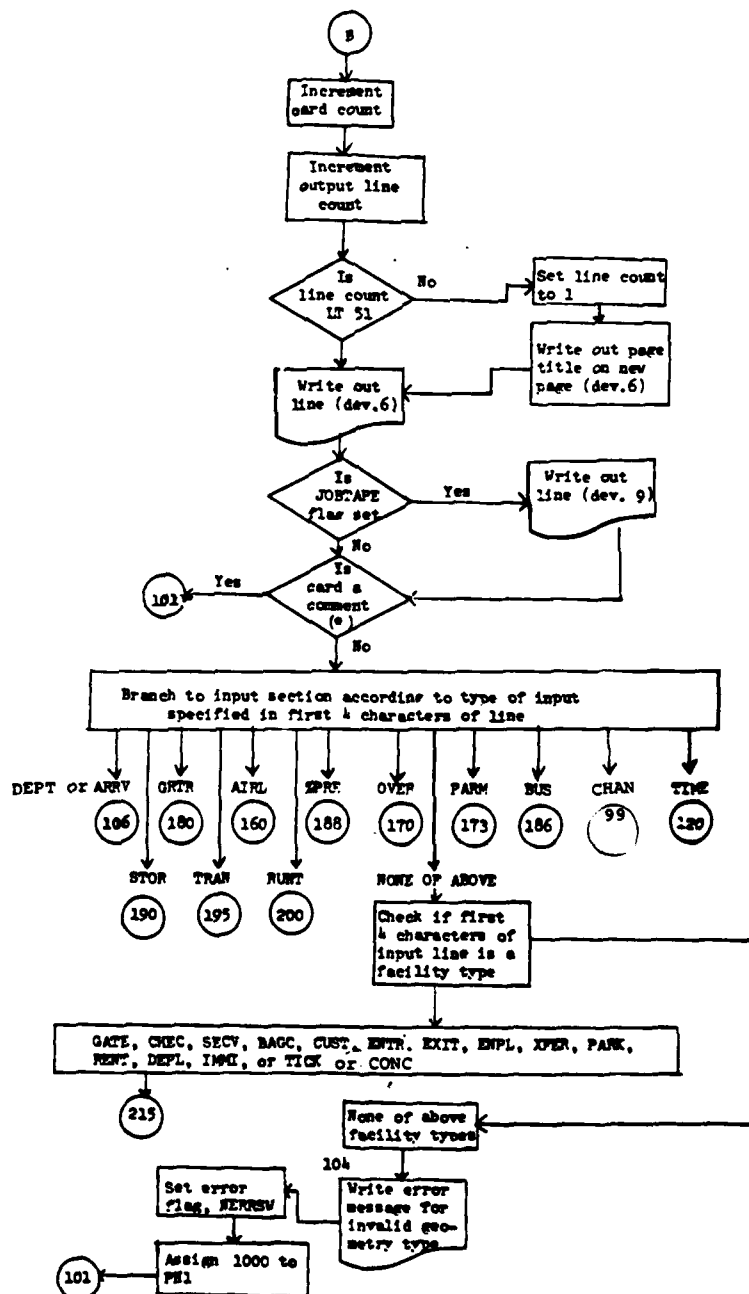 B
Increment
card count
Increment
output line
count
Is
line count
LT 51
No
Set line count
to 1
Write out page
title on new
page (dev.6)
Write out
line (dev.6)
Is
JOBTAPE
flag set
Yes
Write out
line (dev. 9)
No
Is
card a
comment
(*)
Yes
101
No
Branch to input section according to type of input
specified in first 4 characters of line
DEPT or ARRV GRTR AIRL XPRE OVER PARM BUS CHAN TIME
106 180 160 188 170 173 186 99 120
STOR TRAN RUNT NONE OF ABOVE
190 195 200
Check if first
4 characters of
input line is a
facility type
GATE, CHEC, SECV, BAGC, CUST, ENTR. EXIT, ENPL, XFER, PARK,
RENT, DEPL, IMMI, or TICK or CONC
215
None of above
facility types
104
Write error
message for
invalid geo-
metry type
Set error
flag, NERRSW
Assign 1000 to
PH1
101